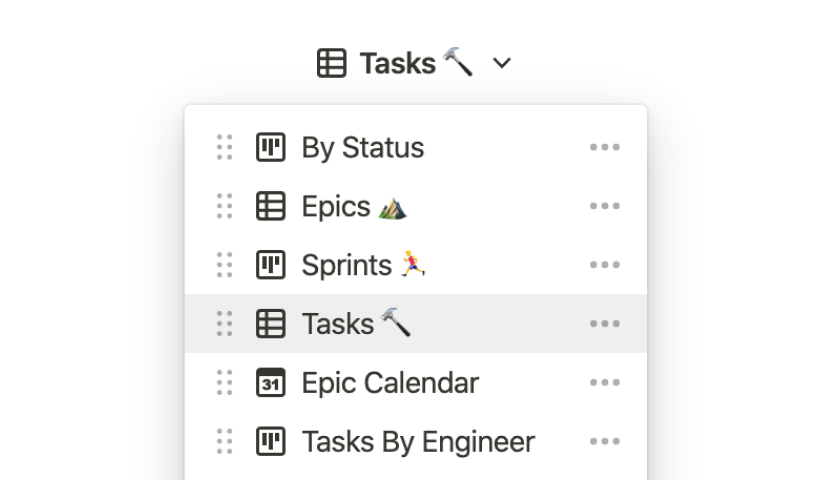 Tasks 🔨
By Status
Epics ⛰️
Sprints 🏃‍♀️
Tasks 🔨
31 Epic Calendar
Tasks By Engineer